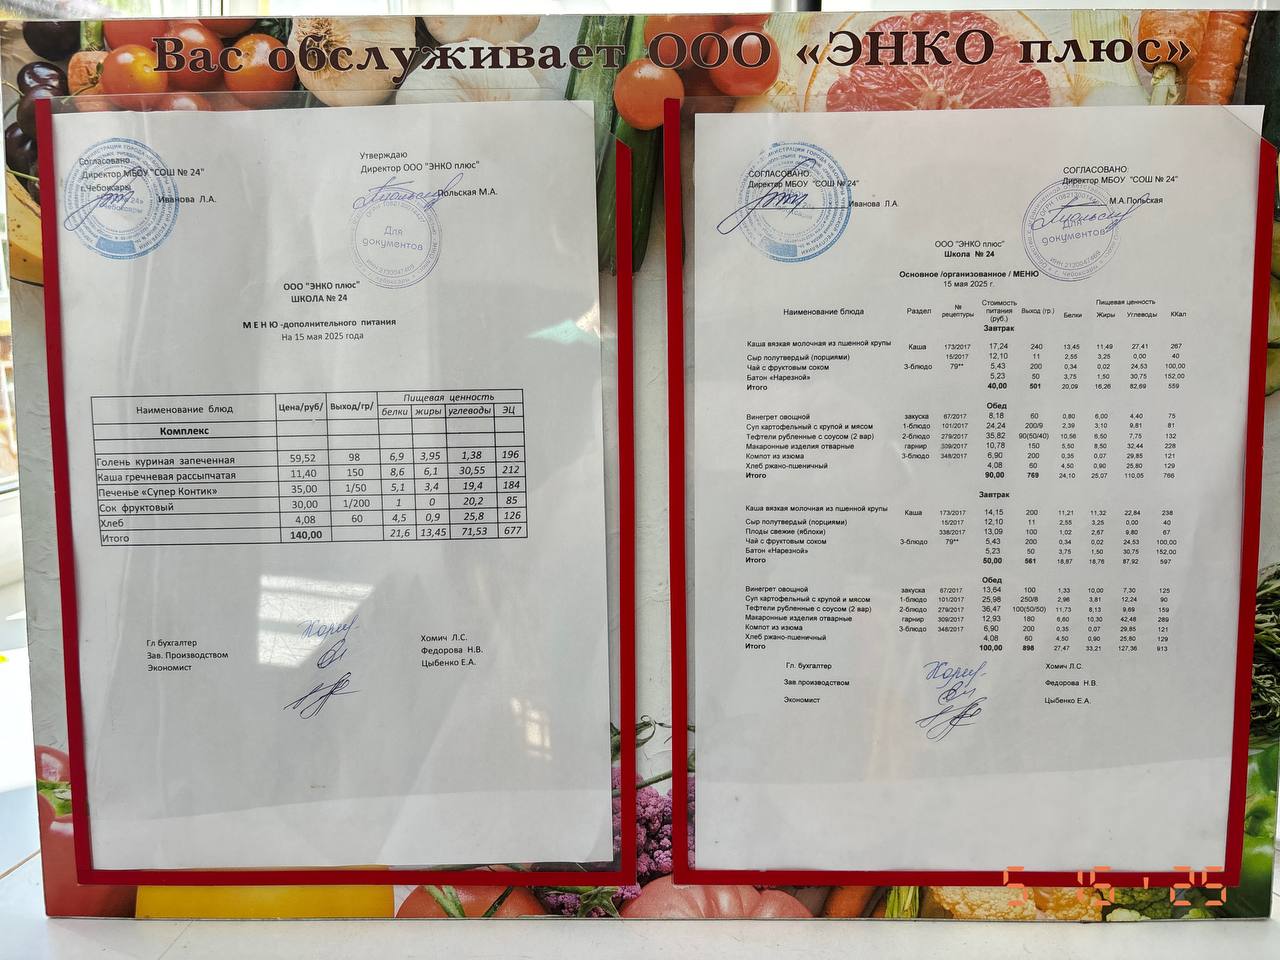 Вас обслуживает ООО «ЭНКО плюс»
Согласовано
Директор МБОУ "СОШ № 24"
г.Чебоксары
Иванова Л.А.
Утверждаю
Директор ООО "ЭНКО плюс"
Польская М.А.
Для
документов
ООО "ЭНКО плюс"
ШКОЛА № 24
М Е Н Ю -дополнительного питания
На 15 мая 2025 года
Наименование блюд Цена/руб/ Выход/гр/ Пищевая ценность
белки жиры углеводы ЭЦ
Комплекс
Голень куриная запеченная 59,52 98 6,9 3,95 1,38 196
Каша гречневая рассыпчатая 11,40 150 8,6 6,1 30,55 212
Печенье «Супер Контик» 35,00 1/50 5,1 3,4 19,4 184
Сок фруктовый 30,00 1/200 1 0 20,2 85
Хлеб 4,08 60 4,5 0,9 25,8 126
Итого 140,00 21,6 13,45 71,53 677
Гл бухгалтер Хомич Л.С.
Зав. Производством Федорова Н.В.
Экономист Цыбенко Е.А.
СОГЛАСОВАНО
Директор МБОУ "СОШ № 24"
Иванова Л.А.
СОГЛАСОВАНО
Директор МБОУ "СОШ № 24"
М.А.Польская
Для
документов
ООО "ЭНКО плюс"
Школа № 24
Основное /организованное / МЕНЮ
15 мая 2025 г.
Наименование блюда Раздел № рецептуры Стоимость питания (руб.) Выход (гр.) Пищевая ценность
Белки Жиры Углеводы ККал
Завтрак
Каша вязкая молочная из пшенной крупы Каша 173/2017 17,24 240 13,45 11,49 27,41 267
Сыр полутвердый (порциями) 15/2017 12,10 11 2,55 3,25 0,00 40
Чай с фруктовым соком 3-блюдо 79** 5,43 200 0,34 0,02 24,53 100,00
Батон «Нарезной» 5,23 50 3,75 1,50 30,75 152,00
Итого 40,00 501 20,09 16,26 82,69 559
Обед
Винегрет овощной закуска 67/2017 8,18 60 0,80 6,00 4,40 75
Суп картофельный с крупой и мясом 1-блюдо 101/2017 24,24 200/9 2,39 3,10 9,81 81
Тефтели рубленные с соусом (2 вар) 2-блюдо 279/2017 35,82 90(50/40) 10,56 6,50 7,75 132
Макаронные изделия отварные гарнир 309/2017 10,78 150 5,50 8,50 32,44 228
Компот из изюма 3-блюдо 348/2017 6,90 200 0,35 0,07 29,85 121
Хлеб ржано-пшеничный 4,08 60 4,50 0,90 25,80 129
Итого 90,00 769 24,10 25,07 110,05 766
Завтрак
Каша вязкая молочная из пшенной крупы Каша 173/2017 14,15 200 11,21 11,32 22,84 238
Сыр полутвердый (порциями) 15/2017 12,10 11 2,55 3,25 0,00 40
Плоды свежие (яблоки) 338/2017 13,09 100 1,02 2,67 9,80 67
Чай с фруктовым соком 3-блюдо 79** 5,43 200 0,34 0,02 24,53 100,00
Батон «Нарезной» 5,23 50 3,75 1,50 30,75 152,00
Итого 50,00 561 18,87 18,76 87,92 597
Обед
Винегрет овощной закуска 67/2017 13,64 100 1,33 10,00 7,30 125
Суп картофельный с крупой и мясом 1-блюдо 101/2017 25,98 250/8 2,96 3,81 12,24 90
Тефтели рубленные с соусом (2 вар) 2-блюдо 279/2017 36,47 100(50/50) 11,73 8,13 9,69 159
Макаронные изделия отварные гарнир 309/2017 12,93 180 6,60 10,30 42,48 289
Компот из изюма 3-блюдо 348/2017 6,90 200 0,35 0,07 29,85 121
Хлеб ржано-пшеничный 4,08 60 4,50 0,90 25,80 129
Итого 100,00 898 27,47 33,21 127,36 913
Гл. бухгалтер Хомич Л.С.
Зав.производством Федорова Н.В.
Экономист Цыбенко Е.А.
5 15 '25